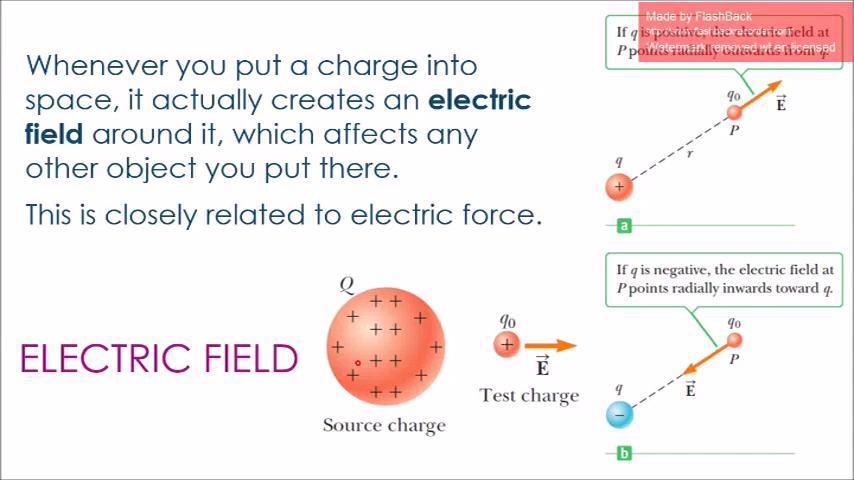 Whenever you put a charge into
space, it actually creates an electric
field around it, which affects any
other object you put there.
This is closely related to electric force.
ELECTRIC FIELD
Q
+ +
+ +
+ +
+ +
+ +
+ +
+ +
Source charge
q0
+
E
Test charge
Made by FlashBack
If q is positive, the electric field at
Watermark removed when licensed
P points radially outwards from q.
q0
E
P
r
q
+
a
If q is negative, the electric field at
P points radially inwards toward q.
q0
P
E
q
−
b